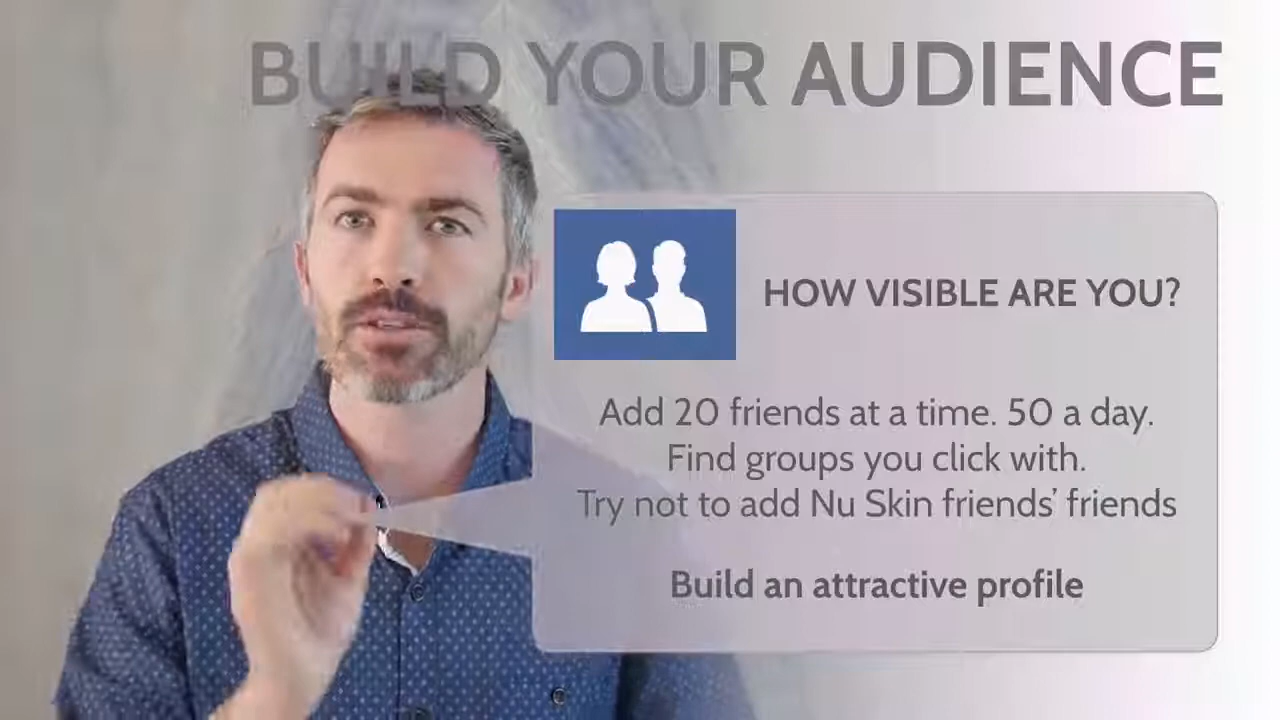 BUILD YOUR AUDIENCE
HOW VISIBLE ARE YOU?
Add 20 friends at a time. 50 a day.
Find groups you click with.
Try not to add Nu Skin friends’ friends
Build an attractive profile